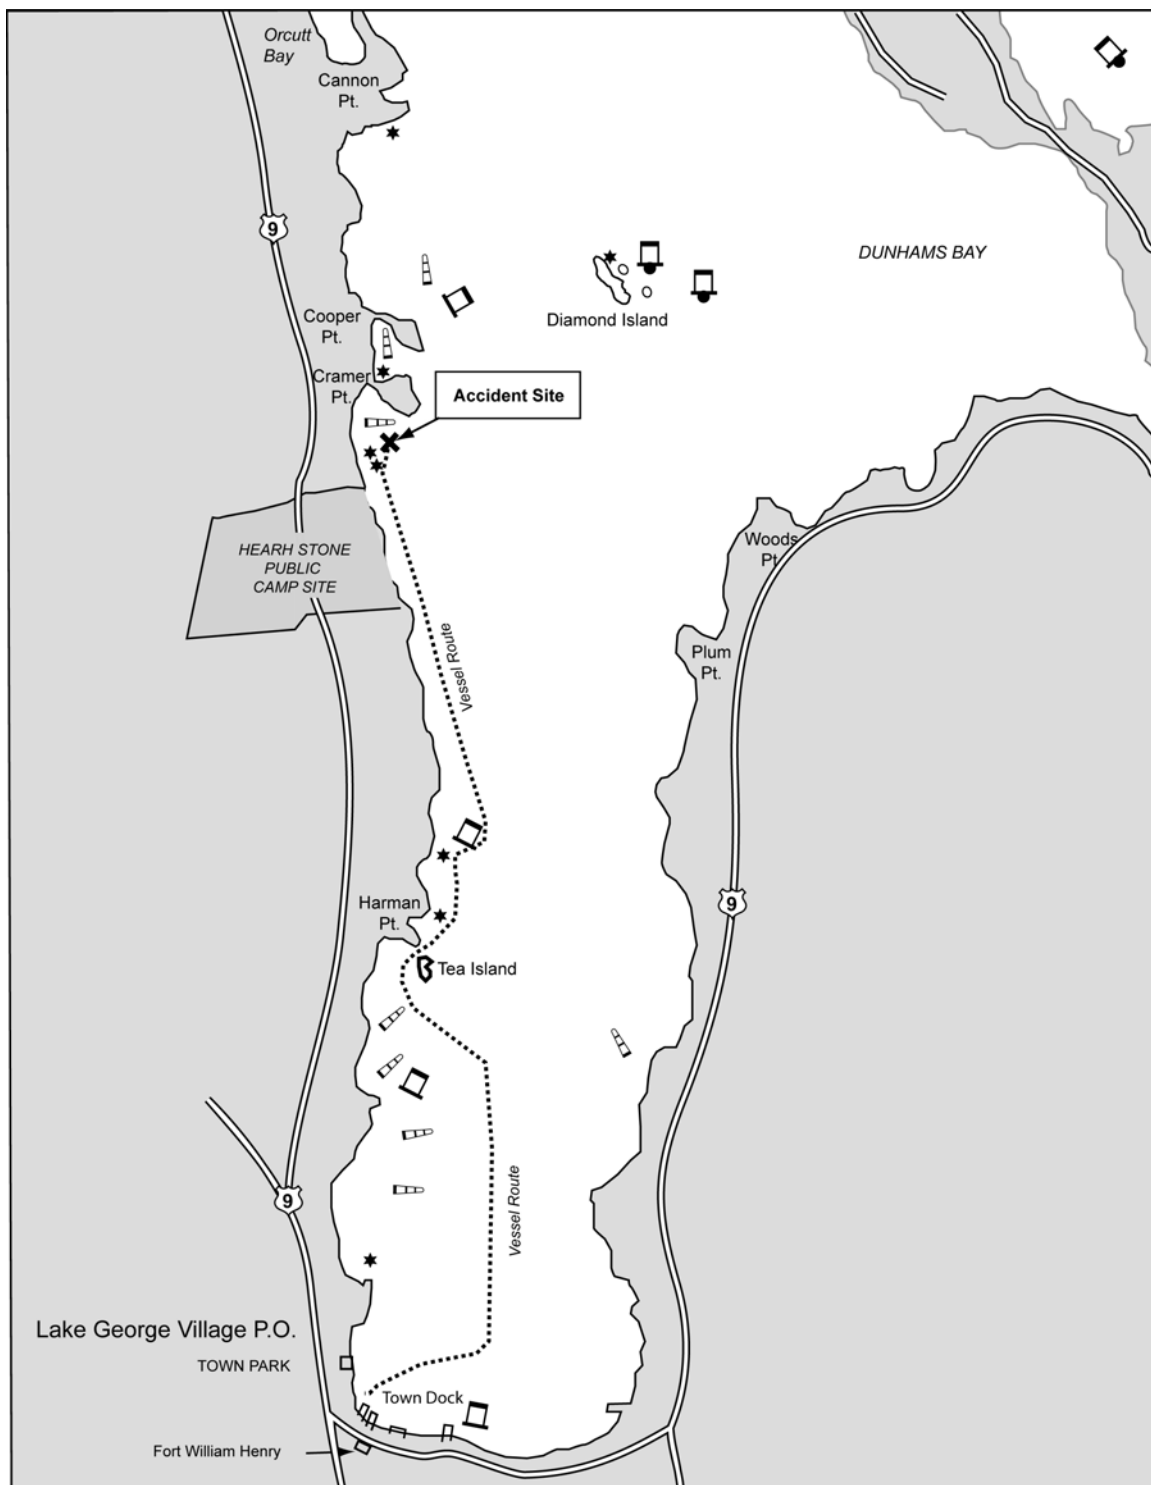 Orcutt
Bay
Cannon
Pt.
9
DUNHAMS BAY
Cooper
Pt.
Diamond Island
Cramer
Pt.
Accident Site
Woods
Pt.
HEARH STONE
PUBLIC
CAMP SITE
Plum
Pt.
Vessel Route
Harman
Pt.
9
Tea Island
Vessel Route
9
Lake George Village P.O.
TOWN PARK
Town Dock
Fort William Henry